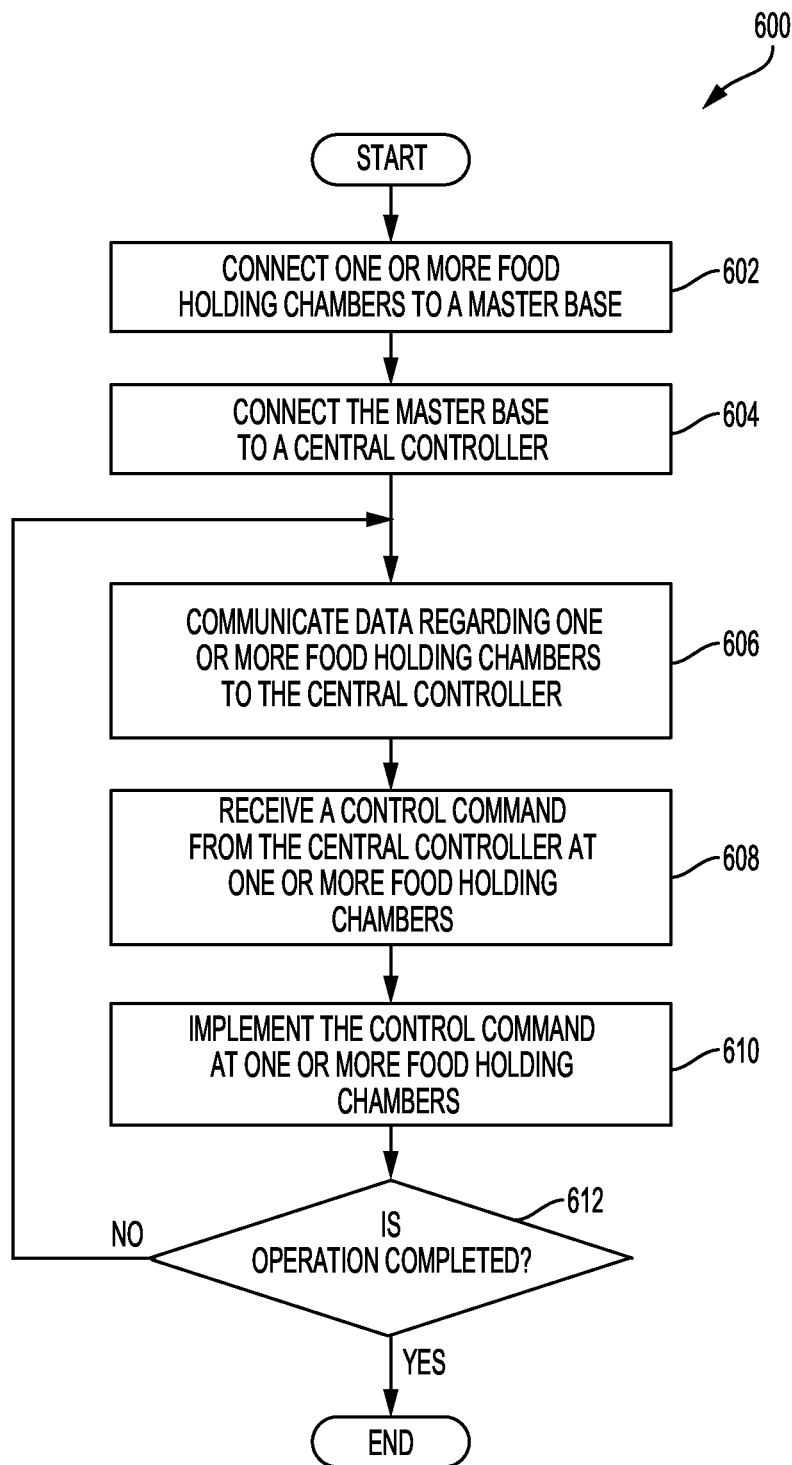 600
START
CONNECT ONE OR MORE FOOD
HOLDING CHAMBERS TO A MASTER BASE
602
CONNECT THE MASTER BASE
TO A CENTRAL CONTROLLER
604
COMMUNICATE DATA REGARDING ONE
OR MORE FOOD HOLDING CHAMBERS
TO THE CENTRAL CONTROLLER
606
RECEIVE A CONTROL COMMAND
FROM THE CENTRAL CONTROLLER AT
ONE OR MORE FOOD HOLDING
CHAMBERS
608
IMPLEMENT THE CONTROL COMMAND
AT ONE OR MORE FOOD HOLDING
CHAMBERS
610
IS
OPERATION COMPLETED?
612
NO
YES
END